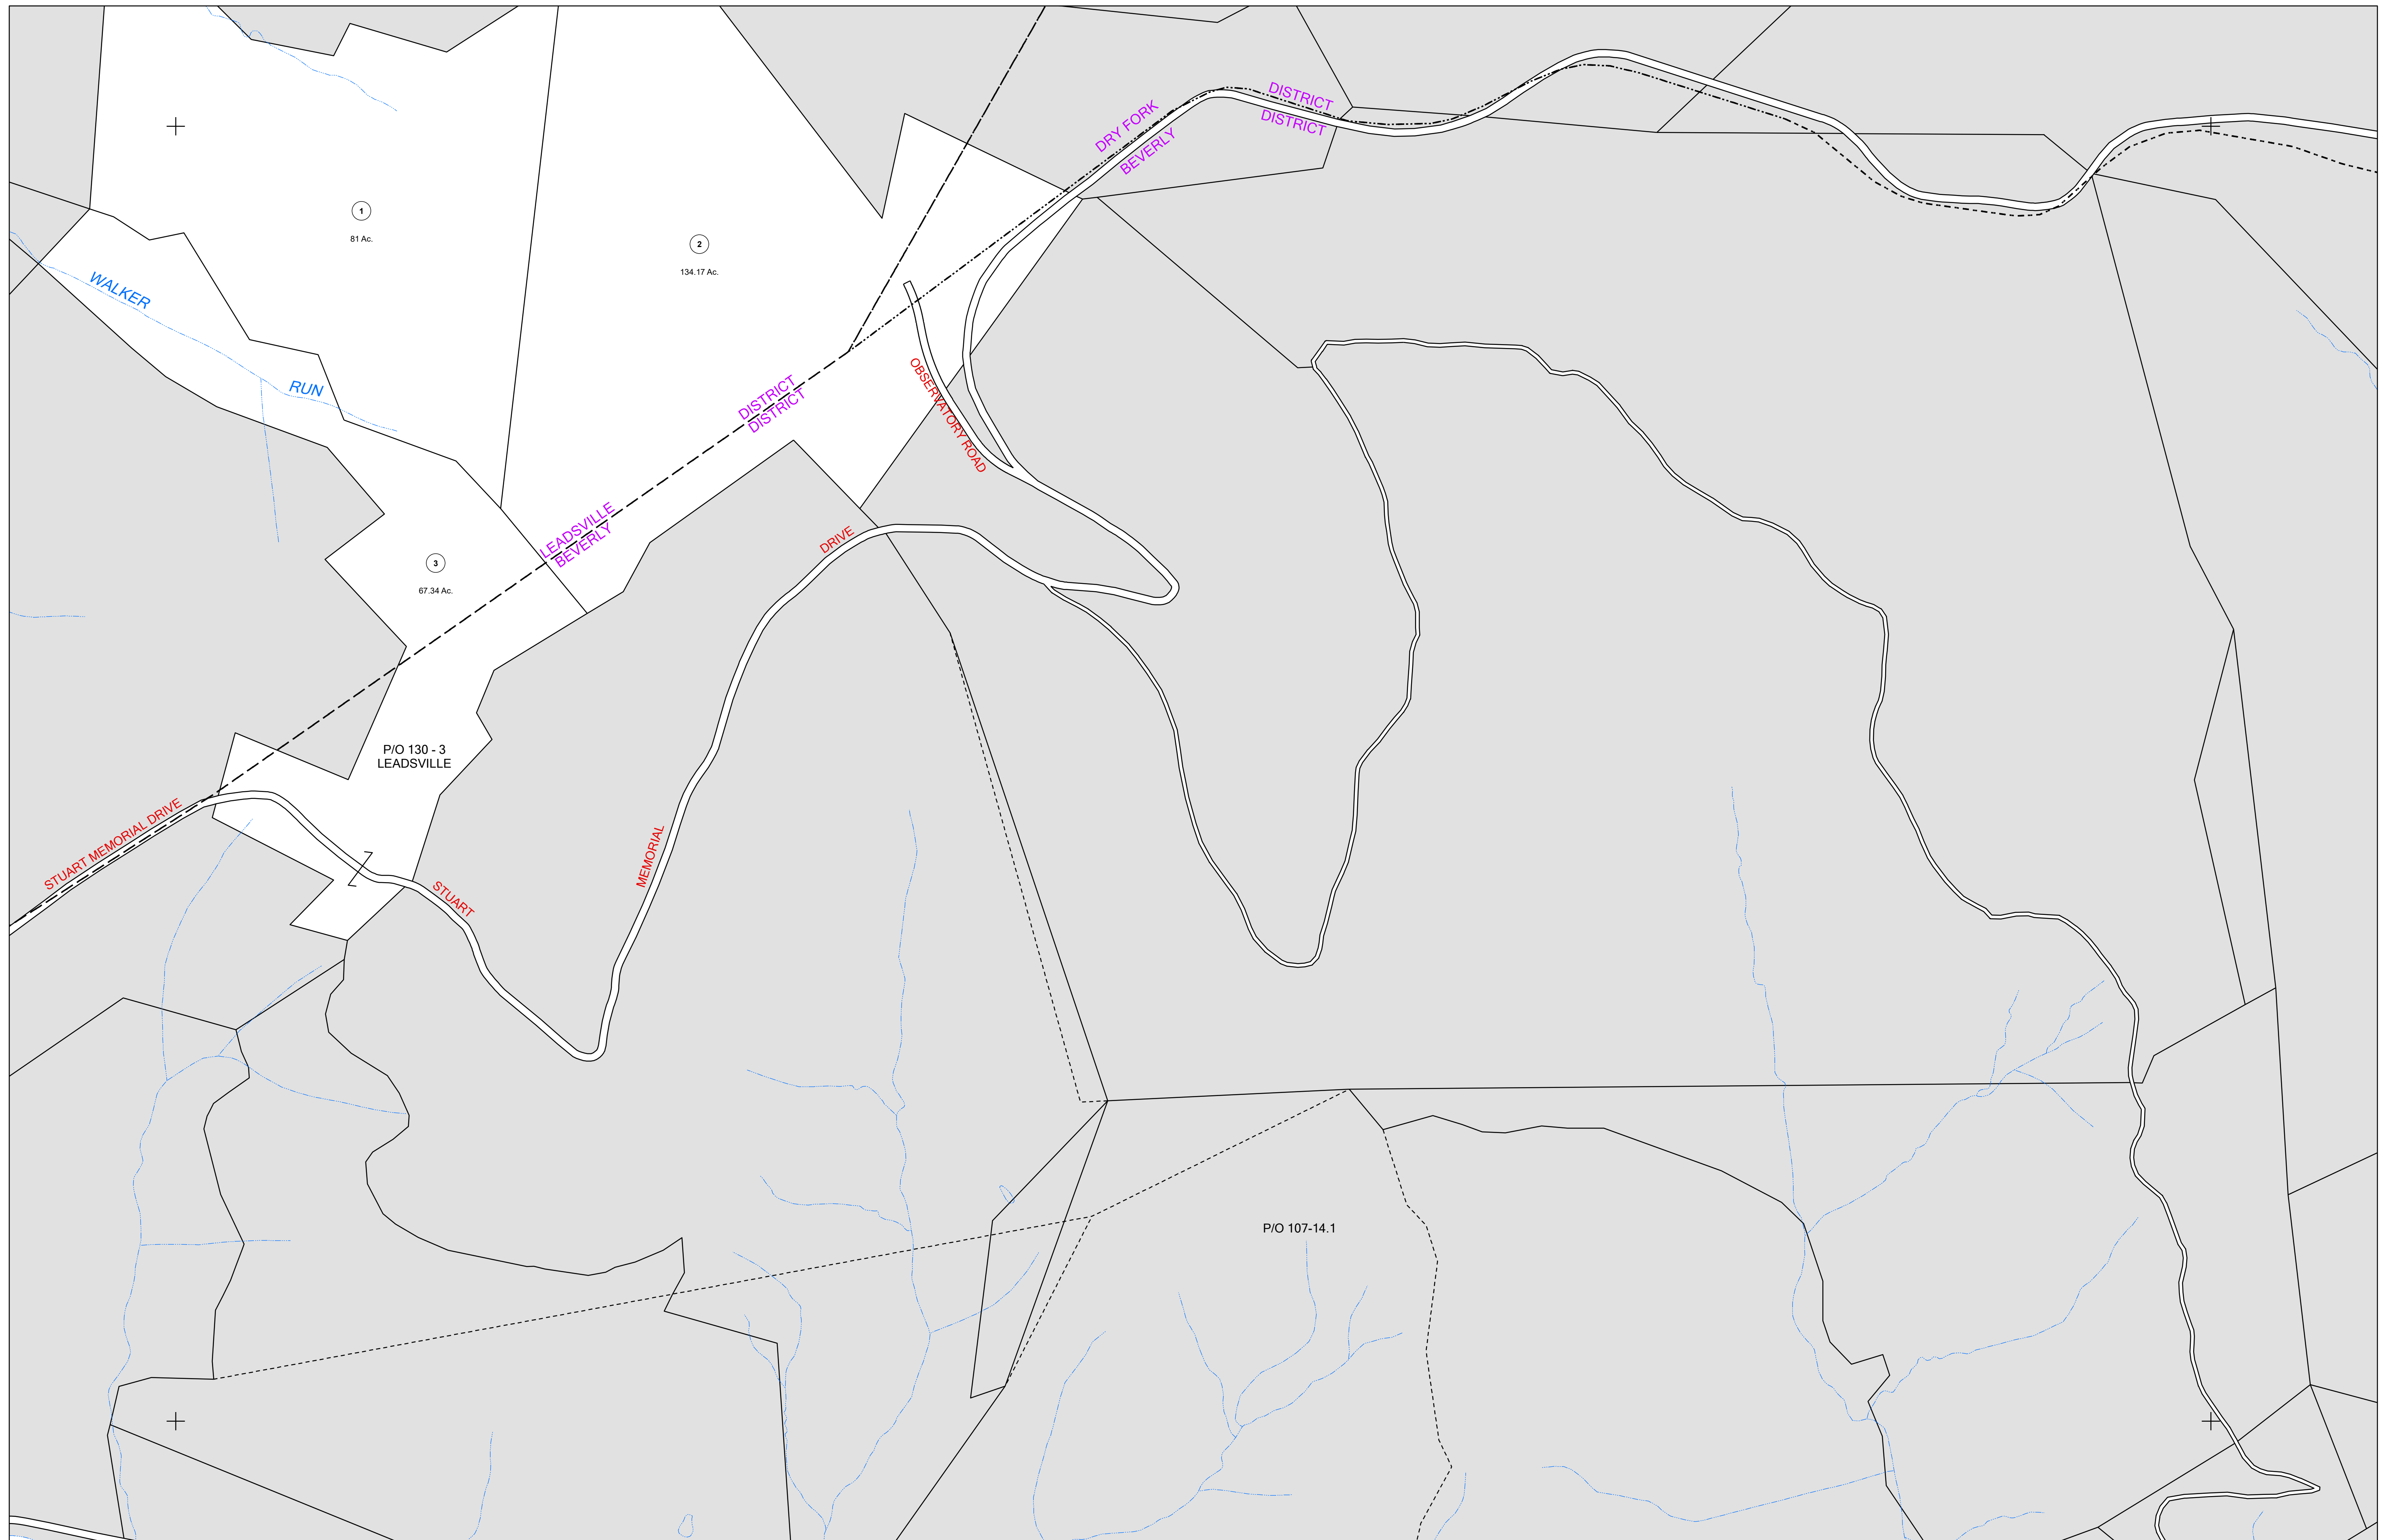 DISTRICT
DISTRICT
DRY FORK
BEVERLY
1
81 Ac.
2
134.17 Ac.
WALKER
RUN
DISTRICT
DISTRICT
OBSERVATORY ROAD
LEADSVILLE
BEVERLY
DRIVE
3
67.34 Ac.
P/O 130 - 3
LEADSVILLE
STUART MEMORIAL DRIVE
MEMORIAL
STUART
P/O 107-14.1